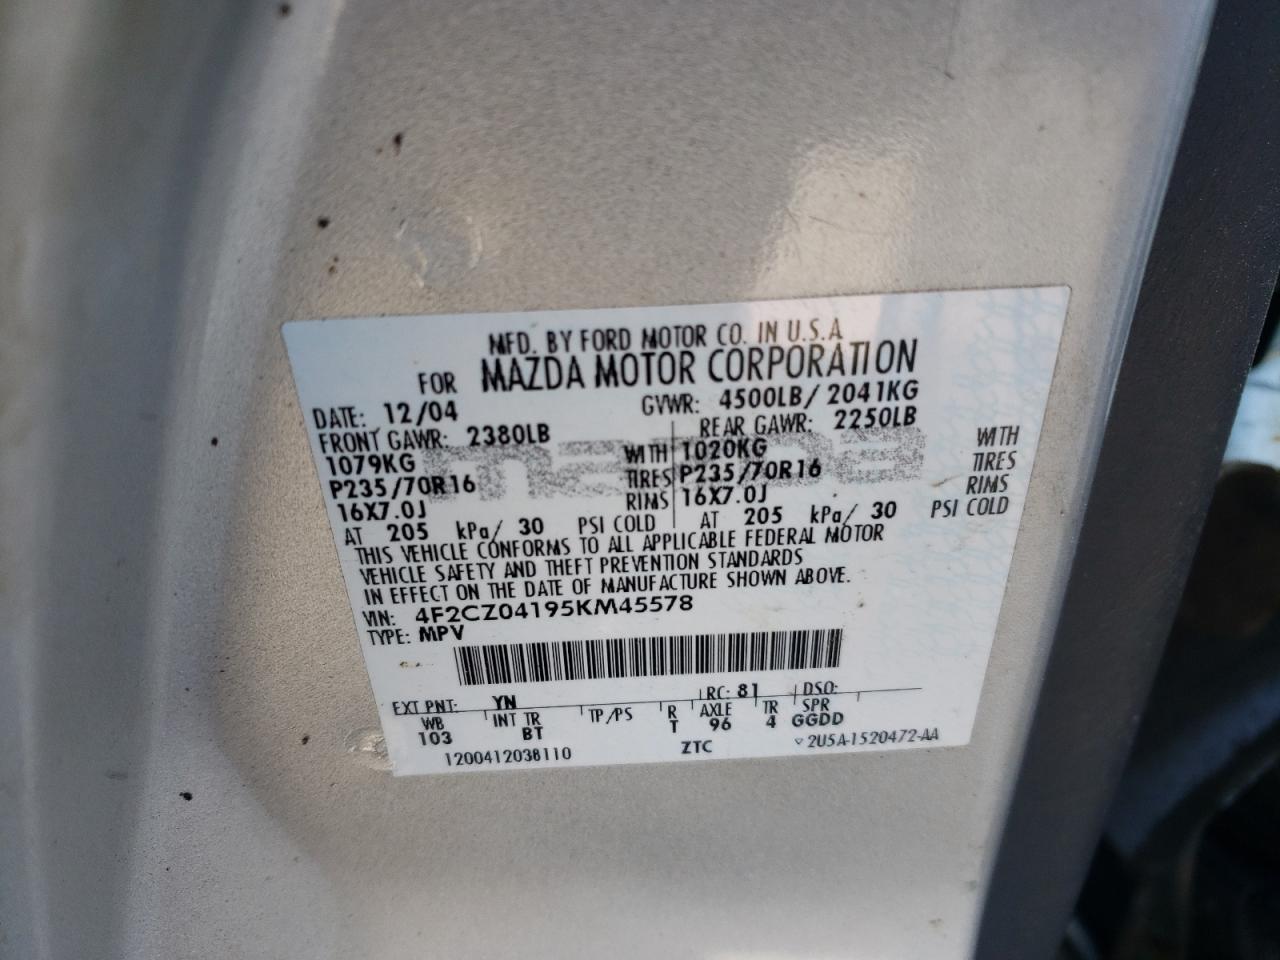 MFD. BY FORD MOTOR CO. IN U.S.A
FOR MAZDA MOTOR CORPORATION
DATE: 12/04 GVWR: 4500LB/ 2041KG
FRONT GAWR: 2380LB REAR GAWR: 2250LB
1079KG WITH 1020KG WITH
P235/70R16 TIRES P235/70R16 TIRES
16X7.0J RIMS 16X7.0J RIMS
AT 205 kPa/ 30 PSI COLD AT 205 kPa/ 30 PSI COLD
THIS VEHICLE CONFORMS TO ALL APPLICABLE FEDERAL MOTOR
VEHICLE SAFETY AND THEFT PREVENTION STANDARDS
IN EFFECT ON THE DATE OF MANUFACTURE SHOWN ABOVE.
VIN: 4F2CZ04195KM45578
TYPE: MPV
EXT PNT: YN RC: 81 DSO:
WB INT TR TP/PS R AXLE TR SPR
103 BT T 96 4 GGDD
1200412038110 ZTC 2U5A-1520472-AA
mazda